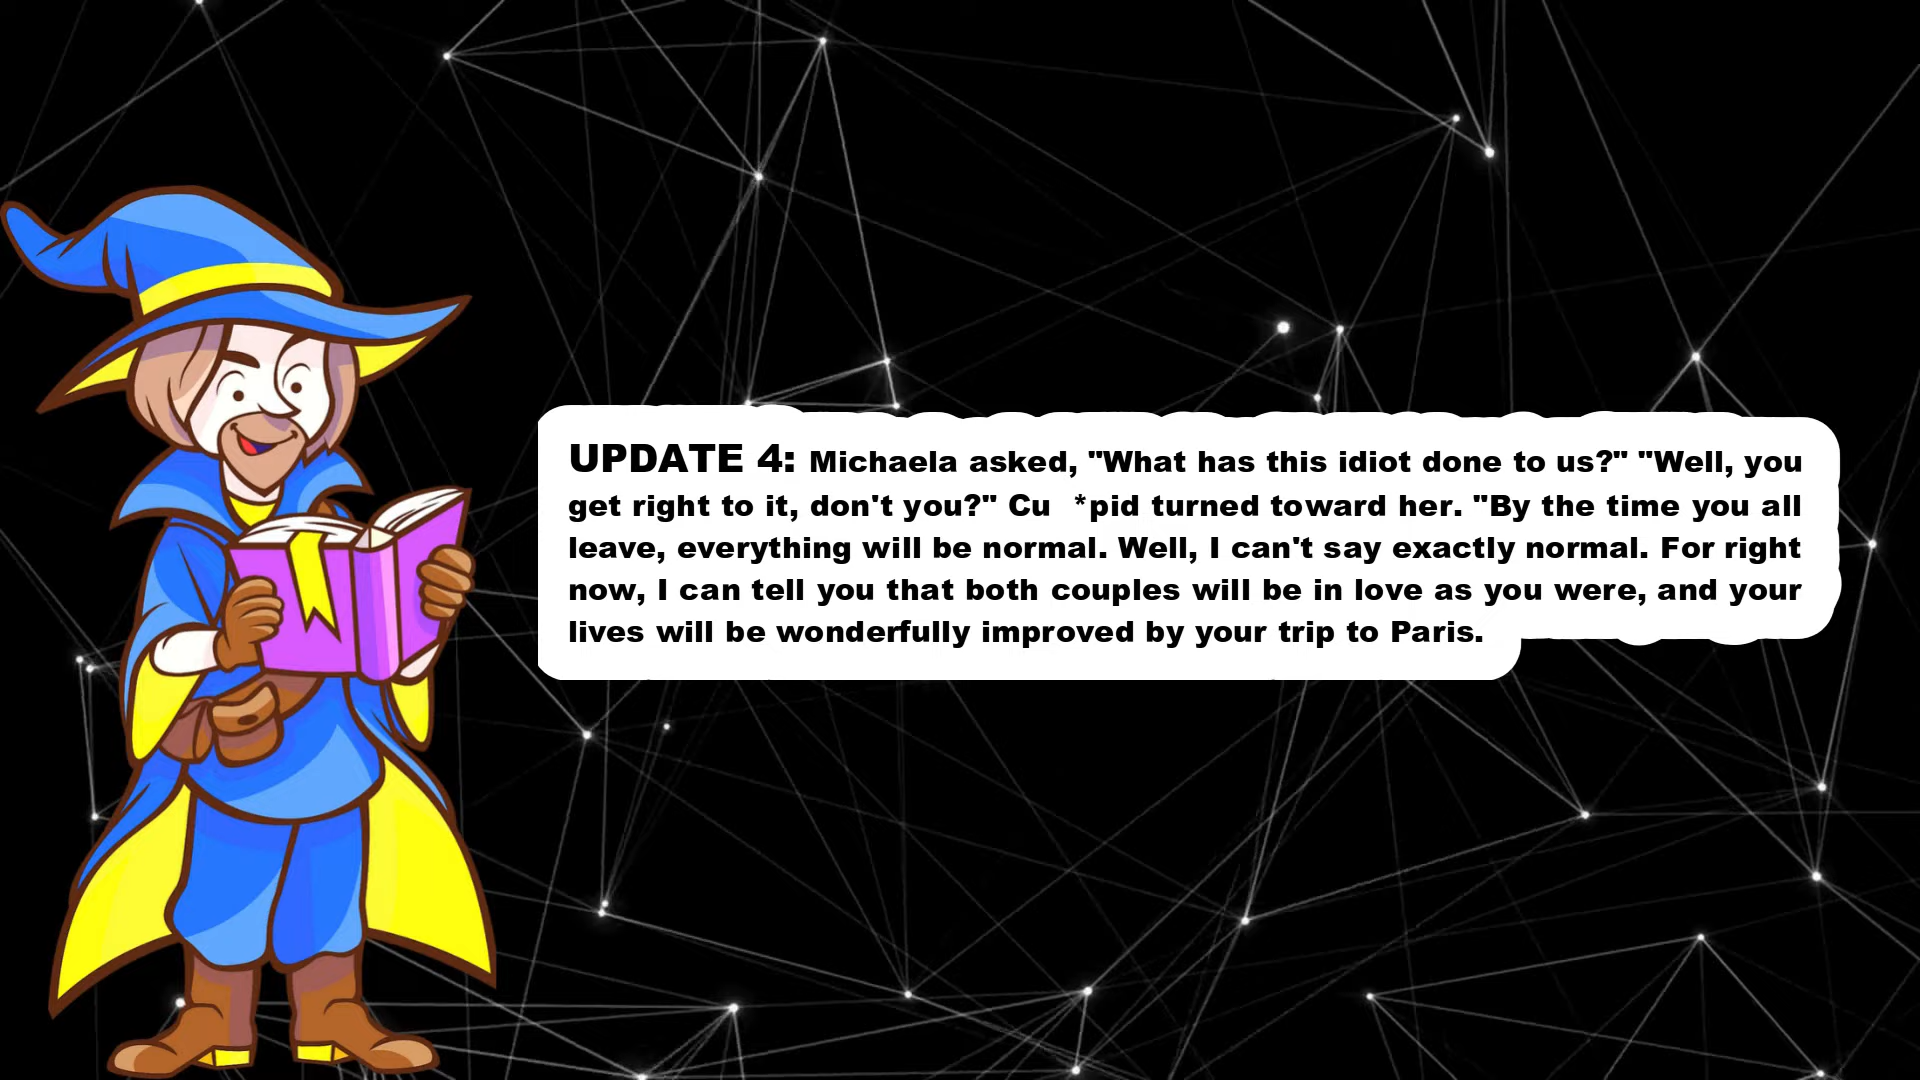 UPDATE 4: Michaela asked, "What has this idiot done to us?" "Well, you
get right to it, don't you?" Cu  *pid turned toward her. "By the time you all
leave, everything will be normal. Well, I can't say exactly normal. For right
now, I can tell you that both couples will be in love as you were, and your
lives will be wonderfully improved by your trip to Paris.